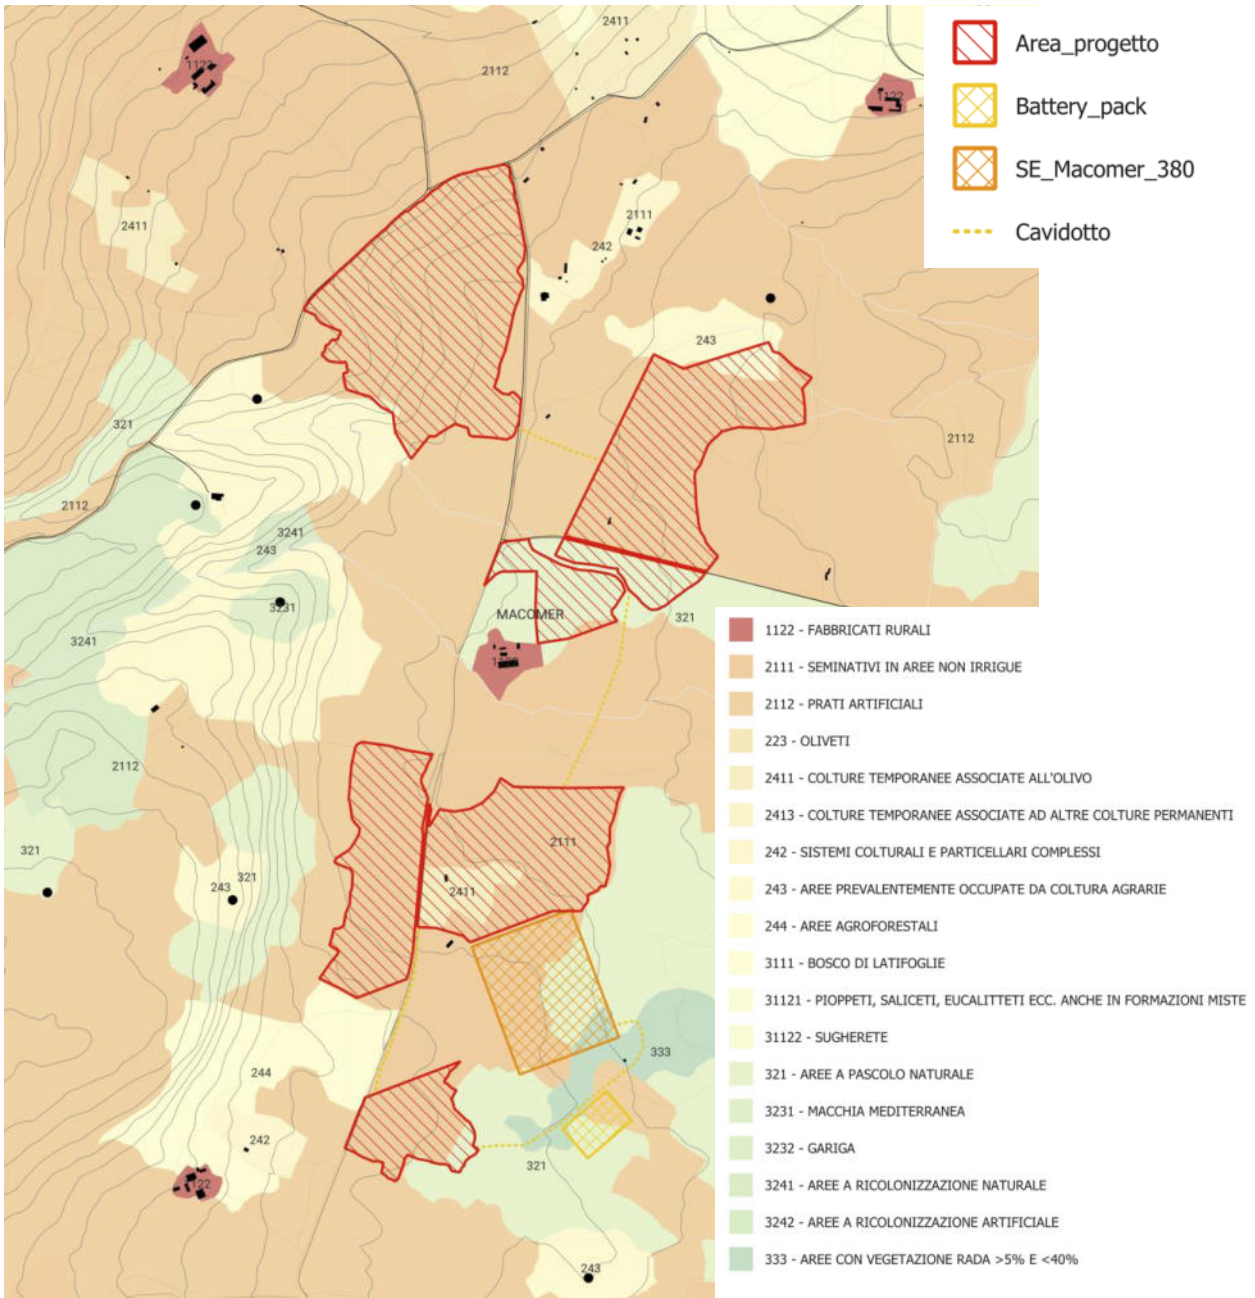 Area_progetto
Battery_pack
SE_Macomer_380
Cavidotto
2411
2112
1122
1122
2411
2111
242
243
321
2112
2112
3241
243
3231
3241
MACOMER
321
2112
321
243
321
2111
2411
333
244
242
321
243
1122 - FABBRICATI RURALI
2111 - SEMINATIVI IN AREE NON IRRIGUE
2112 - PRATI ARTIFICIALI
223 - OLIVETI
2411 - COLTURE TEMPORANEE ASSOCIATE ALL'OLIVO
2413 - COLTURE TEMPORANEE ASSOCIATE AD ALTRE COLTURE PERMANENTI
242 - SISTEMI COLTURALI E PARTICELLARI COMPLESSI
243 - AREE PREVALENTEMENTE OCCUPATE DA COLTURA AGRARIE
244 - AREE AGROFORESTALI
3111 - BOSCO DI LATIFOGLIE
31121 - PIOPPETI, SALICETI, EUCALITTETI ECC. ANCHE IN FORMAZIONI MISTE
31122 - SUGHERETE
321 - AREE A PASCOLO NATURALE
3231 - MACCHIA MEDITERRANEA
3232 - GARIGA
3241 - AREE A RICOLONIZZAZIONE NATURALE
3242 - AREE A RICOLONIZZAZIONE ARTIFICIALE
333 - AREE CON VEGETAZIONE RADA >5% E <40%